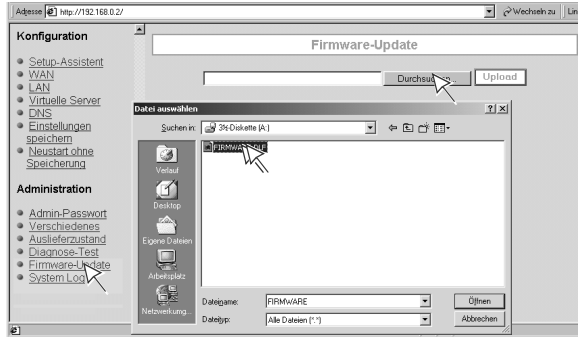 Adresse http://192.168.0.2/ Wechseln zu
Konfiguration
Setup-Assistent
WAN
LAN
Virtuelle Server
DNS
Einstellungen
speichern
Neustart ohne
Speicherung
Administration
Admin-Passwort
Verschiedenes
Auslieferzustand
Diagnose-Test
Firmware-Update
System Log
Firmware-Update
Upload
Datei auswählen
Suchen in: 3½-Diskette (A:)
Verlauf
Desktop
Eigene Dateien
Arbeitsplatz
Netzwerkumg...
Dateiname: FIRMWARE Öffnen
Dateityp: Alle Dateien (*.*) Abbrechen